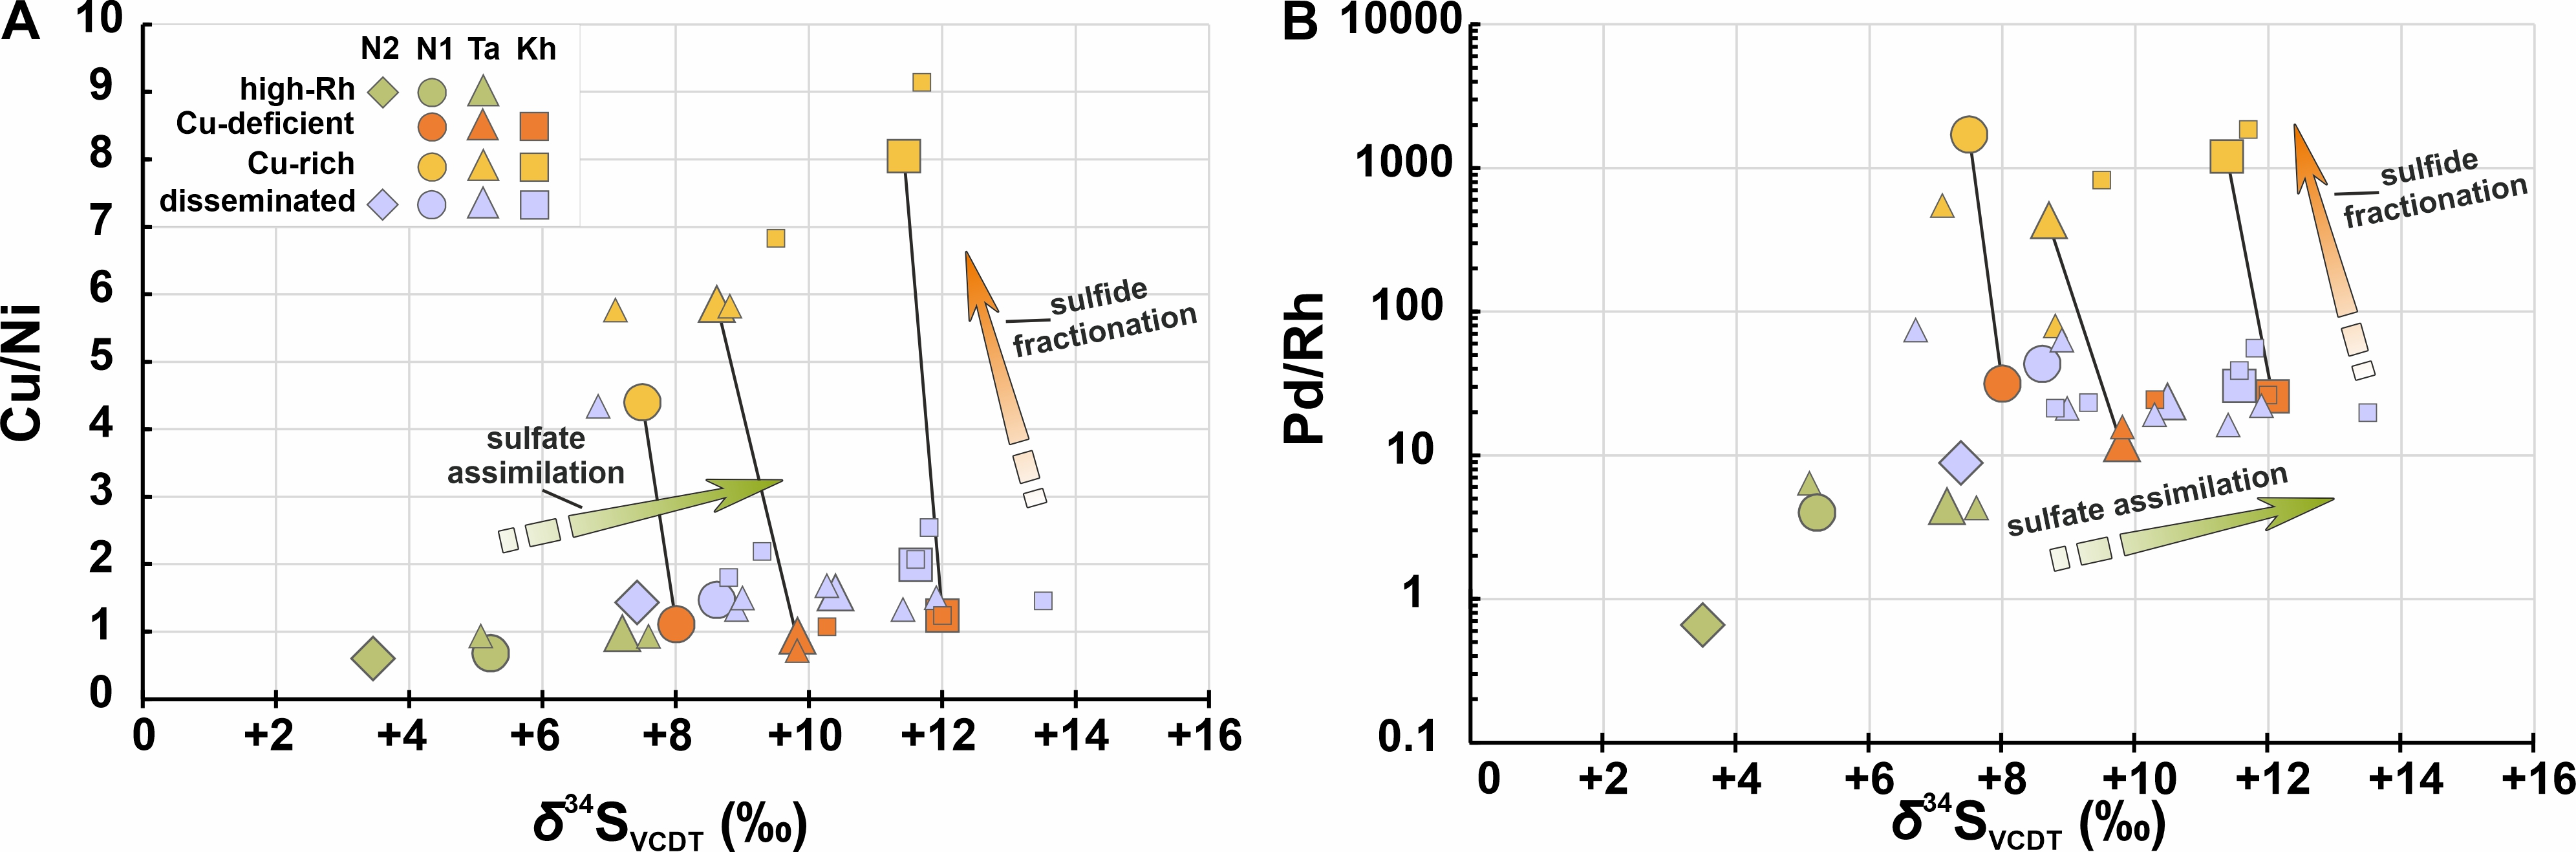 A
10
9
8
7
6
5
4
3
2
1
0
Cu/Ni
N2 N1 Ta Kh
high-Rh
Cu-deficient
Cu-rich
disseminated
sulfate
assimilation
sulfide
fractionation
0 +2 +4 +6 +8 +10 +12 +14 +16
δ³⁴S_VCDT (‰)
B
10000
1000
100
10
1
0.1
Pd/Rh
sulfide
fractionation
sulfate assimilation
0 +2 +4 +6 +8 +10 +12 +14 +16
δ³⁴S_VCDT (‰)